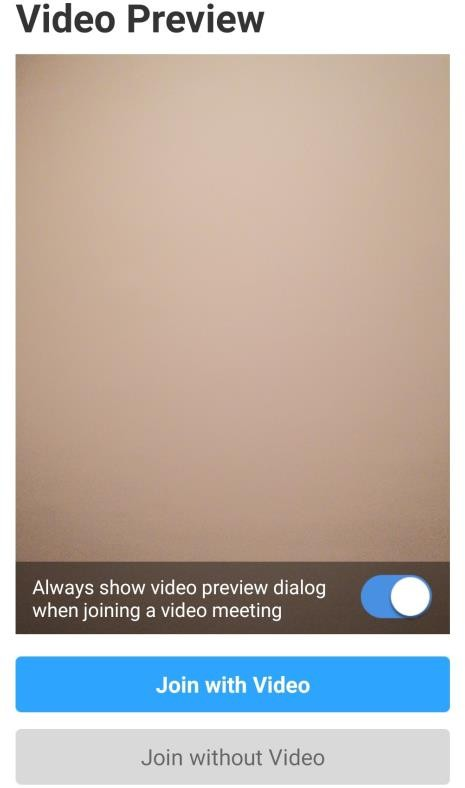 Video Preview
Always show video preview dialog
when joining a video meeting
Join with Video
Join without Video